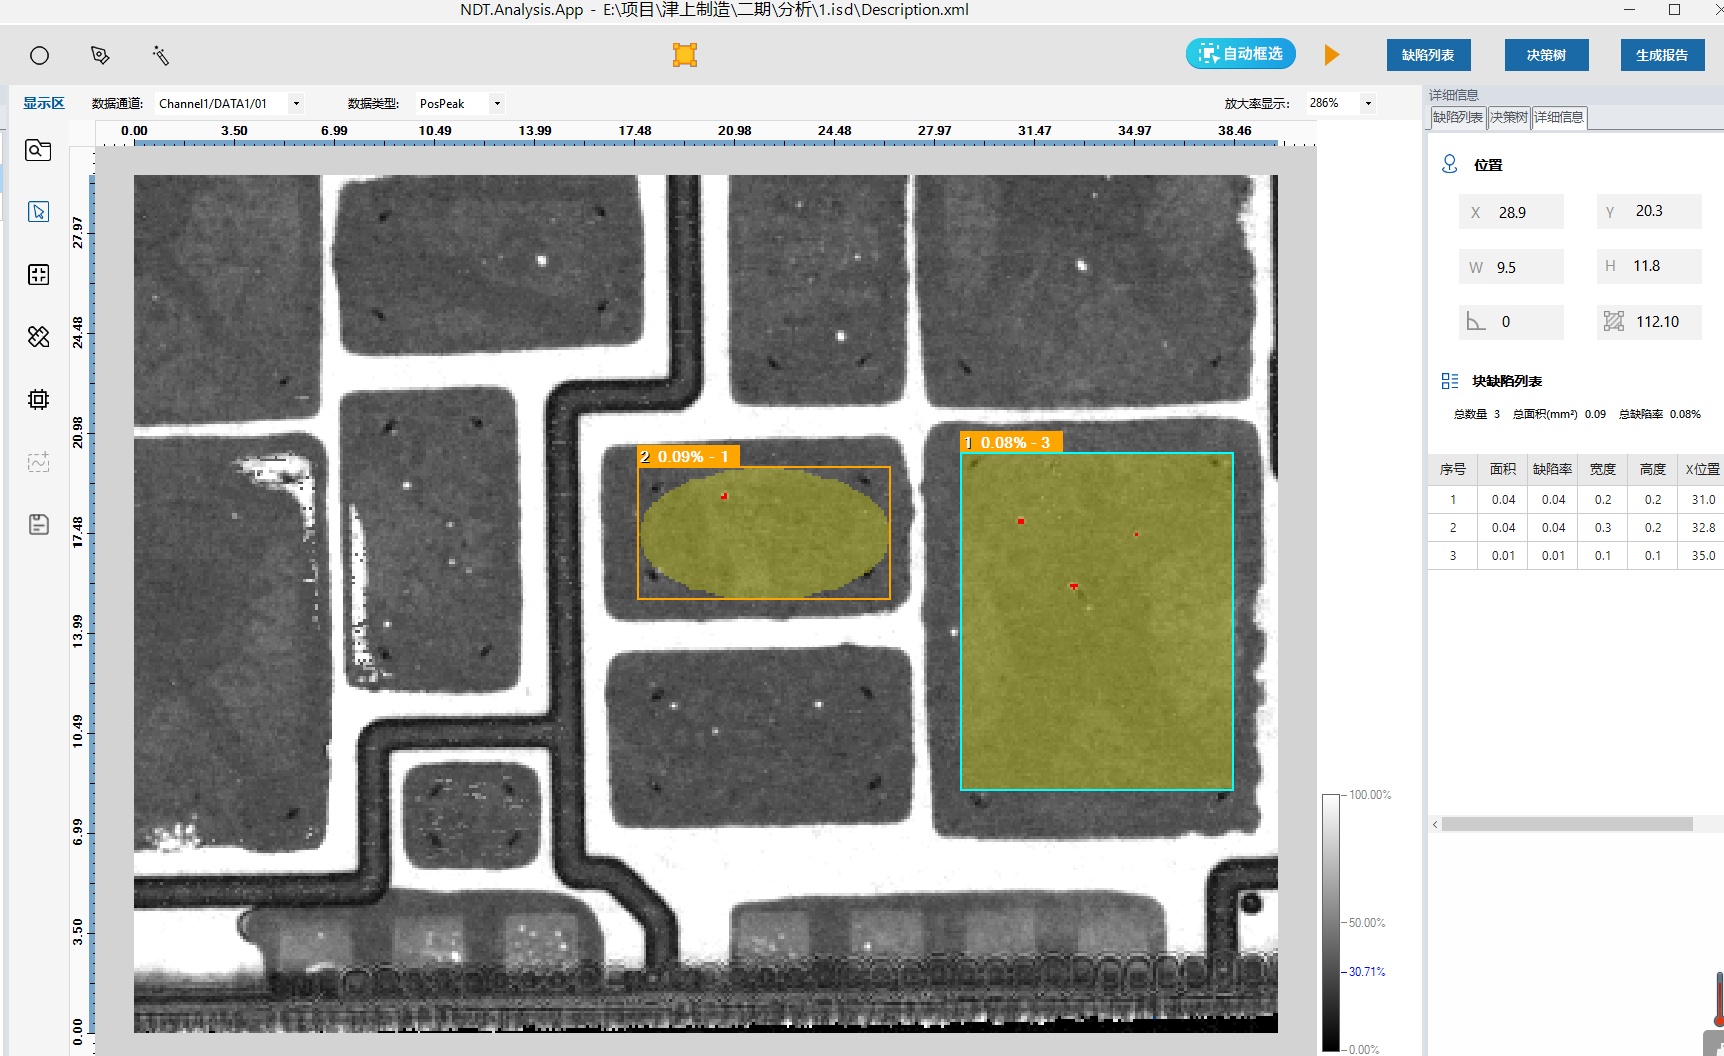 NDT.Analysis.App - E:\项目\津上制造\二期\分析\1.isd\Description.xml
自动框选
缺陷列表
决策树
生成报告
显示区
数据通道: Channel1/DATA1/01
数据类型: PosPeak
放大率显示: 286%
详细信息
缺陷列表 决策树 详细信息
0.00 3.50 6.99 10.49 13.99 17.48 20.98 24.48 27.97 31.47 34.97 38.46
27.97
24.48
20.98
17.48
13.99
10.49
6.99
3.50
0.00
2 0.09% - 1
1 0.08% - 3
100.00%
50.00%
30.71%
0.00%
位置
X 28.9
Y 20.3
W 9.5
H 11.8
0
112.10
块缺陷列表
总数量 3 总面积(mm²) 0.09 总缺陷率 0.08%
序号 面积 缺陷率 宽度 高度 X位置
1 0.04 0.04 0.2 0.2 31.0
2 0.04 0.04 0.3 0.2 32.8
3 0.01 0.01 0.1 0.1 35.0